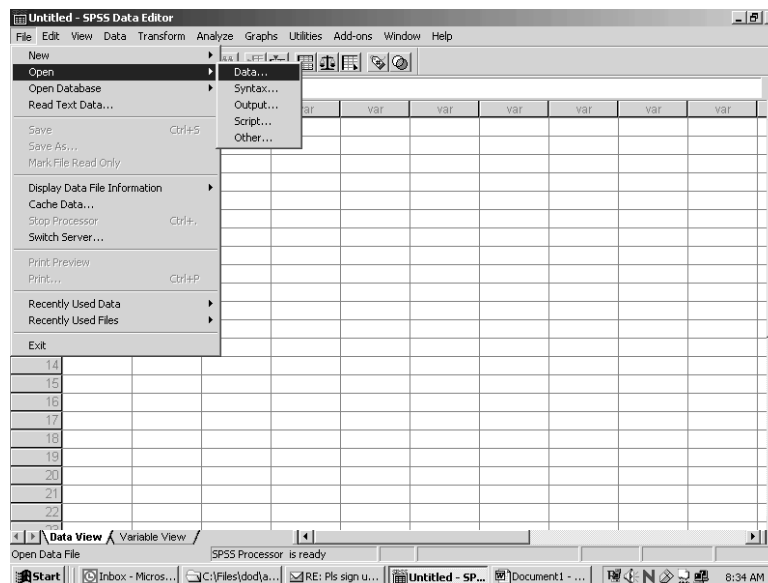 Untitled - SPSS Data Editor
File Edit View Data Transform Analyze Graphs Utilities Add-ons Window Help
New
Open
Open Database
Read Text Data...
Save Ctrl+S
Save As...
Mark File Read Only
Display Data File Information
Cache Data...
Stop Processor Ctrl+.
Switch Server...
Print Preview
Print... Ctrl+P
Recently Used Data
Recently Used Files
Exit
Data...
Syntax...
Output...
Script...
Other...
var var var var var var
14
15
16
17
18
19
20
21
22
Data View Variable View
Open Data File SPSS Processor is ready
Start Inbox - Micros... C:\Files\dod\a... RE: Pls sign u... Untitled - SP... Document1 - ... 8:34 AM